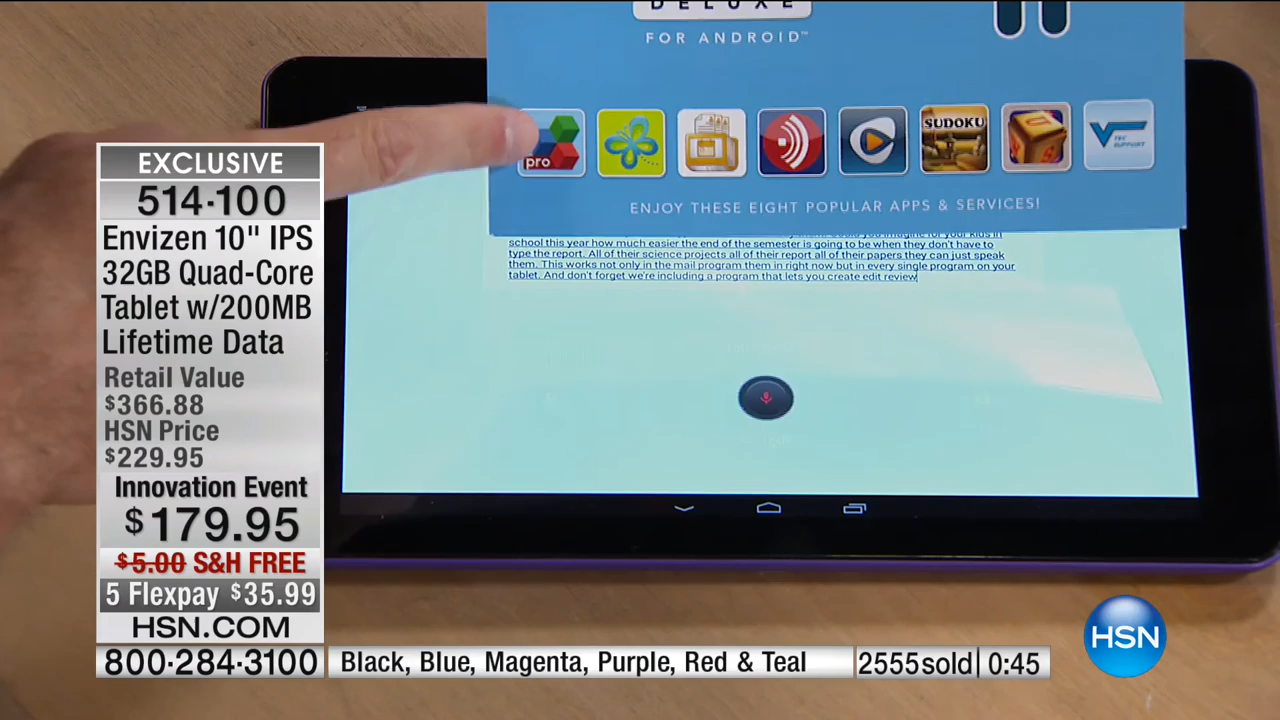 DELUXE
FOR ANDROID™
pro
SUDOKU
TEC
SUPPORT
ENJOY THESE EIGHT POPULAR APPS & SERVICES!
school this year how much easier the end of the semester is going to be when they don't have to
type the report. All of their science projects all of their report all of their papers they can just speak
them. This works not only in the mail program them in right now but in every single program on your
tablet. And don't forget we're including a program that lets you create edit review
EXCLUSIVE
514-100
Envizen 10" IPS
32GB Quad-Core
Tablet w/200MB
Lifetime Data
Retail Value
$366.88
HSN Price
$229.95
Innovation Event
$179.95
$5.00 S&H FREE
5 Flexpay $35.99
HSN.COM
800-284-3100
Black, Blue, Magenta, Purple, Red & Teal
2555sold 0:45
HSN